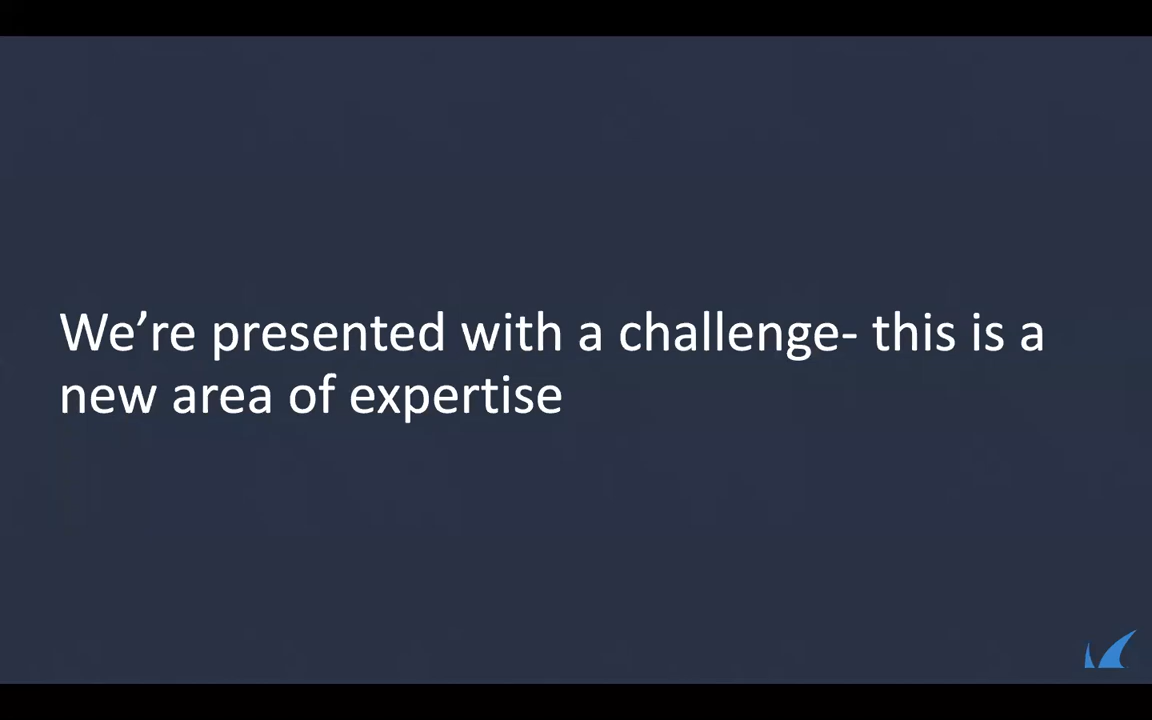 We’re presented with a challenge- this is a
new area of expertise